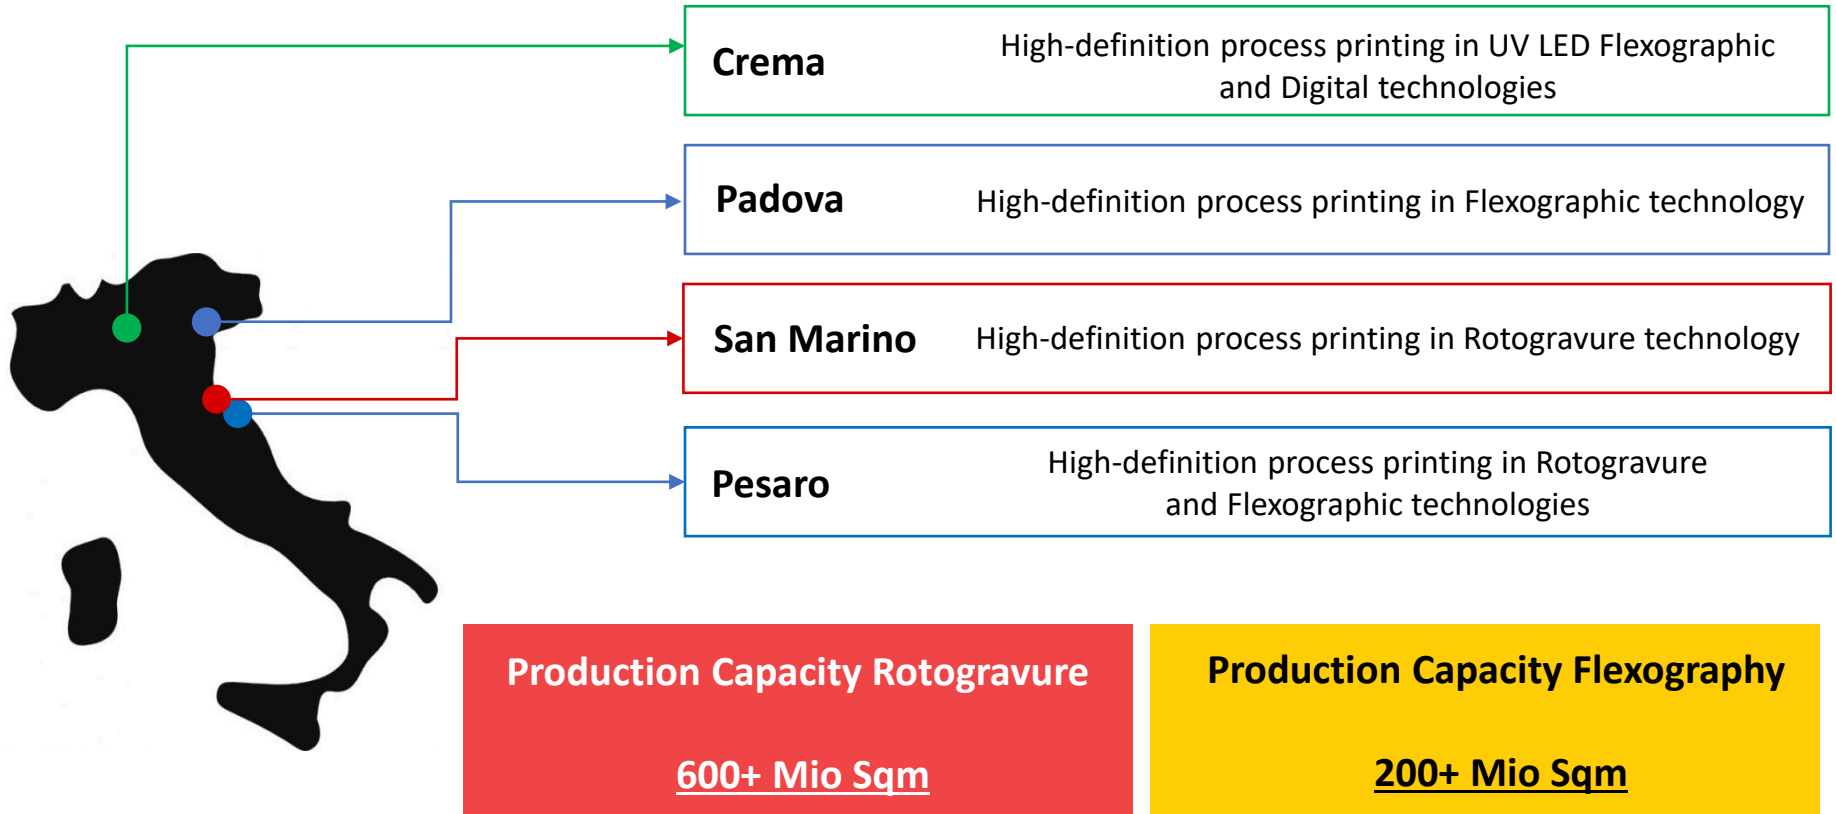 Crema
High-definition process printing in UV LED Flexographic
and Digital technologies
Padova
High-definition process printing in Flexographic technology
San Marino
High-definition process printing in Rotogravure technology
Pesaro
High-definition process printing in Rotogravure
and Flexographic technologies
Production Capacity Rotogravure
600+ Mio Sqm
Production Capacity Flexography
200+ Mio Sqm